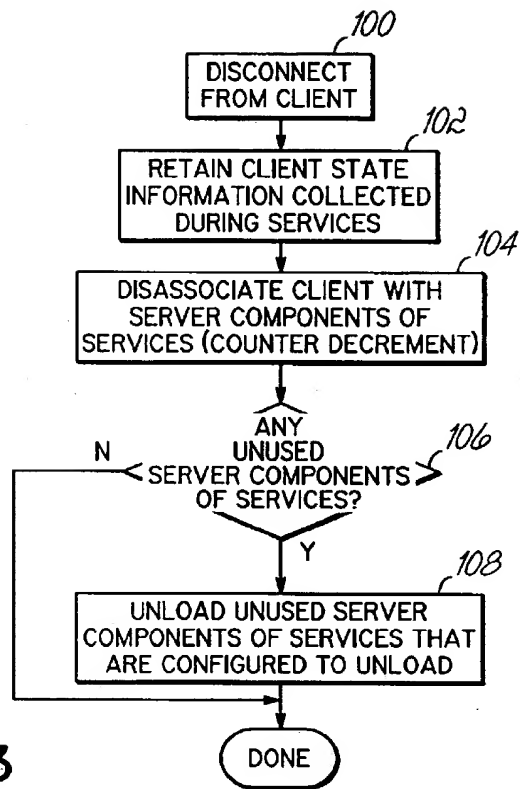 100
DISCONNECT
FROM CLIENT
102
RETAIN CLIENT STATE
INFORMATION COLLECTED
DURING SERVICES
104
DISASSOCIATE CLIENT WITH
SERVER COMPONENTS OF
SERVICES (COUNTER DECREMENT)
ANY
UNUSED
N
SERVER COMPONENTS
106
OF SERVICES?
Y
108
UNLOAD UNUSED SERVER
COMPONENTS OF SERVICES THAT
ARE CONFIGURED TO UNLOAD
3
DONE